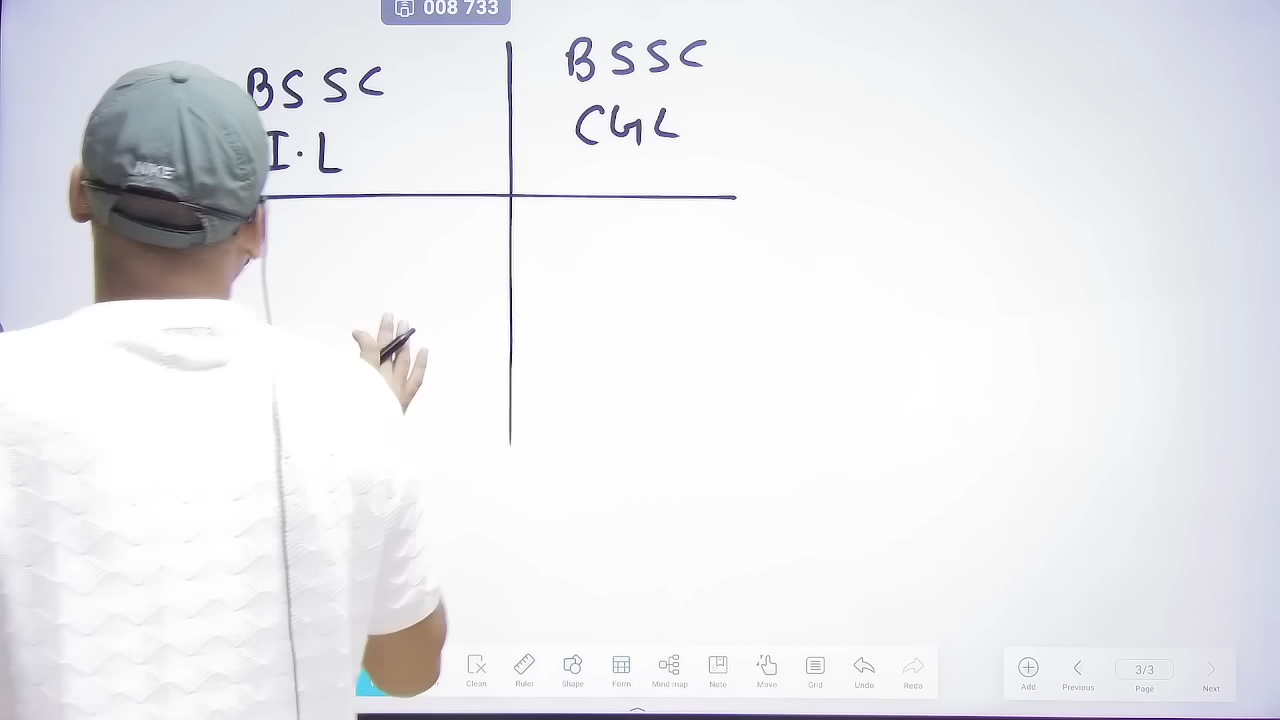 008 733
BSSC
I.L
BSSC
CGL
NIKE
Clean
Ruler
Shape
Form
Mind map
Note
Move
Grid
Undo
Redo
Add
Previous
3/3
Page
Next